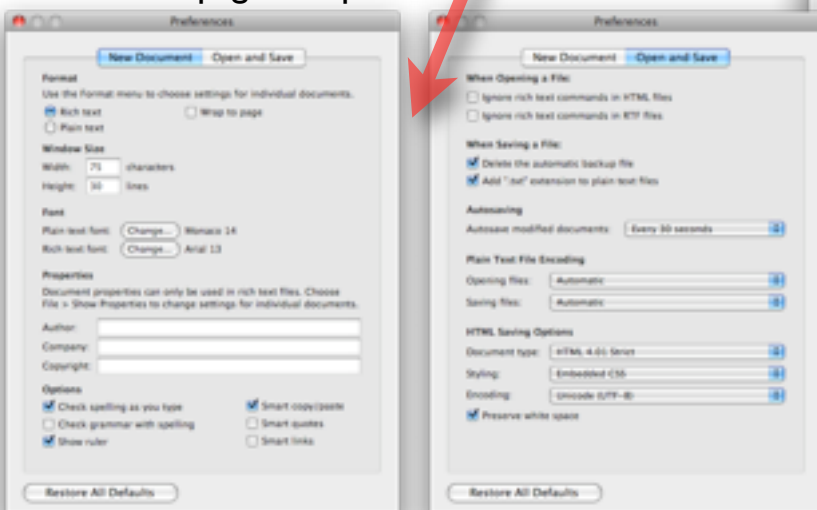 Preferences
New Document Open and Save
Format
Use the Format menu to choose settings for individual documents.
Rich text Wrap to page
Plain text
Window Size
Width: 75 characters
Height: 30 lines
Font
Plain text font: Change... Monaco 14
Rich text font: Change... Arial 13
Properties
Document properties can only be used in rich text files. Choose
File > Show Properties to change settings for individual documents.
Author:
Company:
Copyright:
Options
Check spelling as you type Smart copy/paste
Check grammar with spelling Smart quotes
Show ruler Smart links
Restore All Defaults
Preferences
New Document Open and Save
When Opening a File:
Ignore rich text commands in HTML files
Ignore rich text commands in RTF files
When Saving a File:
Delete the automatic backup file
Add ".txt" extension to plain text files
Autosaving
Autosave modified documents: Every 30 seconds
Plain Text File Encoding
Opening files: Automatic
Saving files: Automatic
HTML Saving Options
Document type: HTML 4.01 Strict
Styling: Embedded CSS
Encoding: Unicode (UTF-8)
Preserve white space
Restore All Defaults